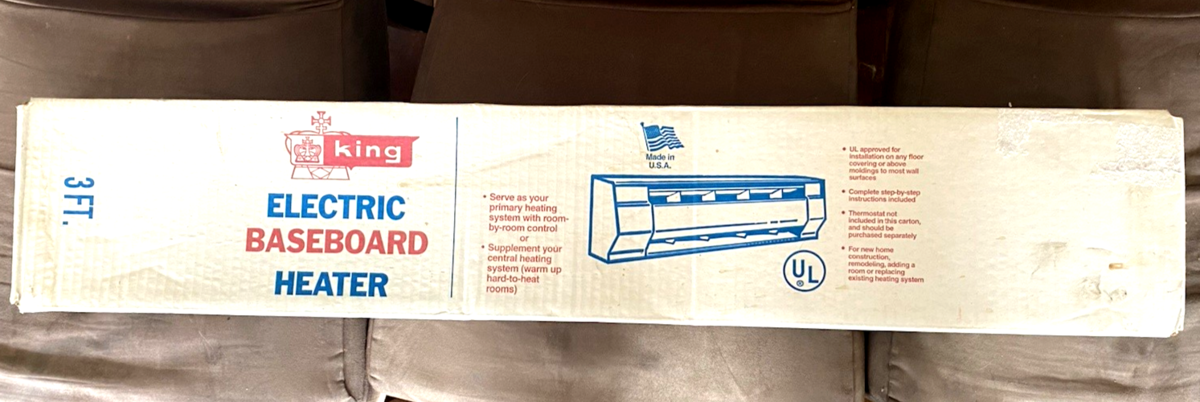 3 FT.
king
ELECTRIC
BASEBOARD
HEATER
• Serve as your
primary heating
system with room-
by-room control
or
• Supplement your
central heating
system (warm up
hard-to-heat
rooms)
Made in
U.S.A.
UL
®
• UL approved for
installation on any floor
covering or above
moldings to most wall
surfaces
• Complete step-by-step
instructions included
• Thermostat not
included in this carton,
and should be
purchased separately
• For new home
construction,
remodeling, adding a
room or replacing
existing heating system